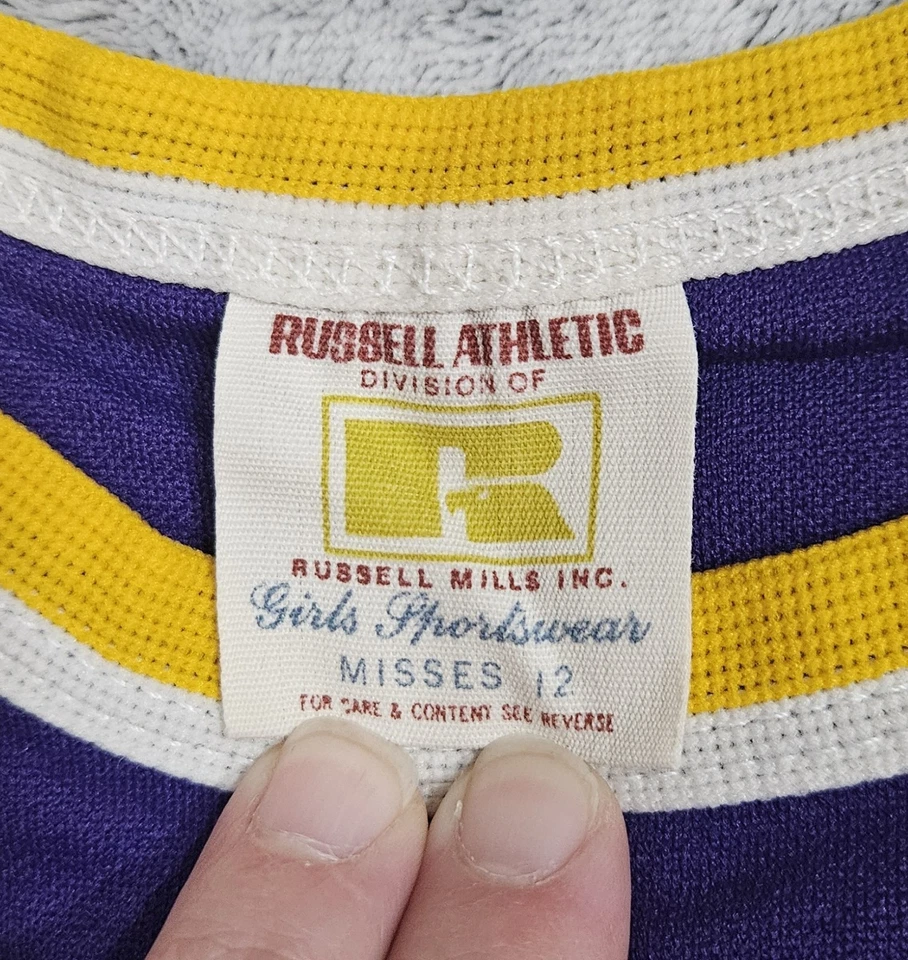 RUSSELL ATHLETIC
DIVISION OF
R
RUSSELL MILLS INC.
Girls Sportswear
MISSES 12
FOR CARE & CONTENT SEE REVERSE